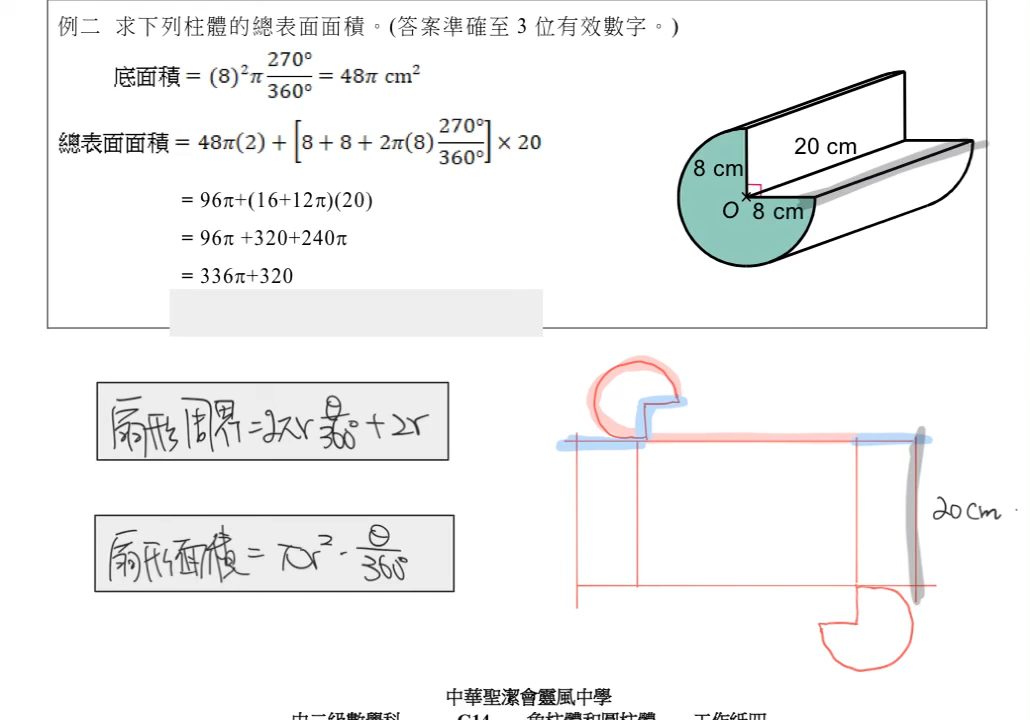 例二 求下列柱體的總表面面積。(答案準確至 3 位有效數字。)
底面積 = (8)²π 270°/360° = 48π cm²
總表面面積 = 48π(2) + [8 + 8 + 2π(8) 270°/360°] × 20
= 96π+(16+12π)(20)
= 96π +320+240π
= 336π+320
20 cm
8 cm
O
8 cm
扇形周界 = 2πr θ/360° + 2r
扇形面積 = πr² · θ/360°
20cm
中華聖潔會靈風中學